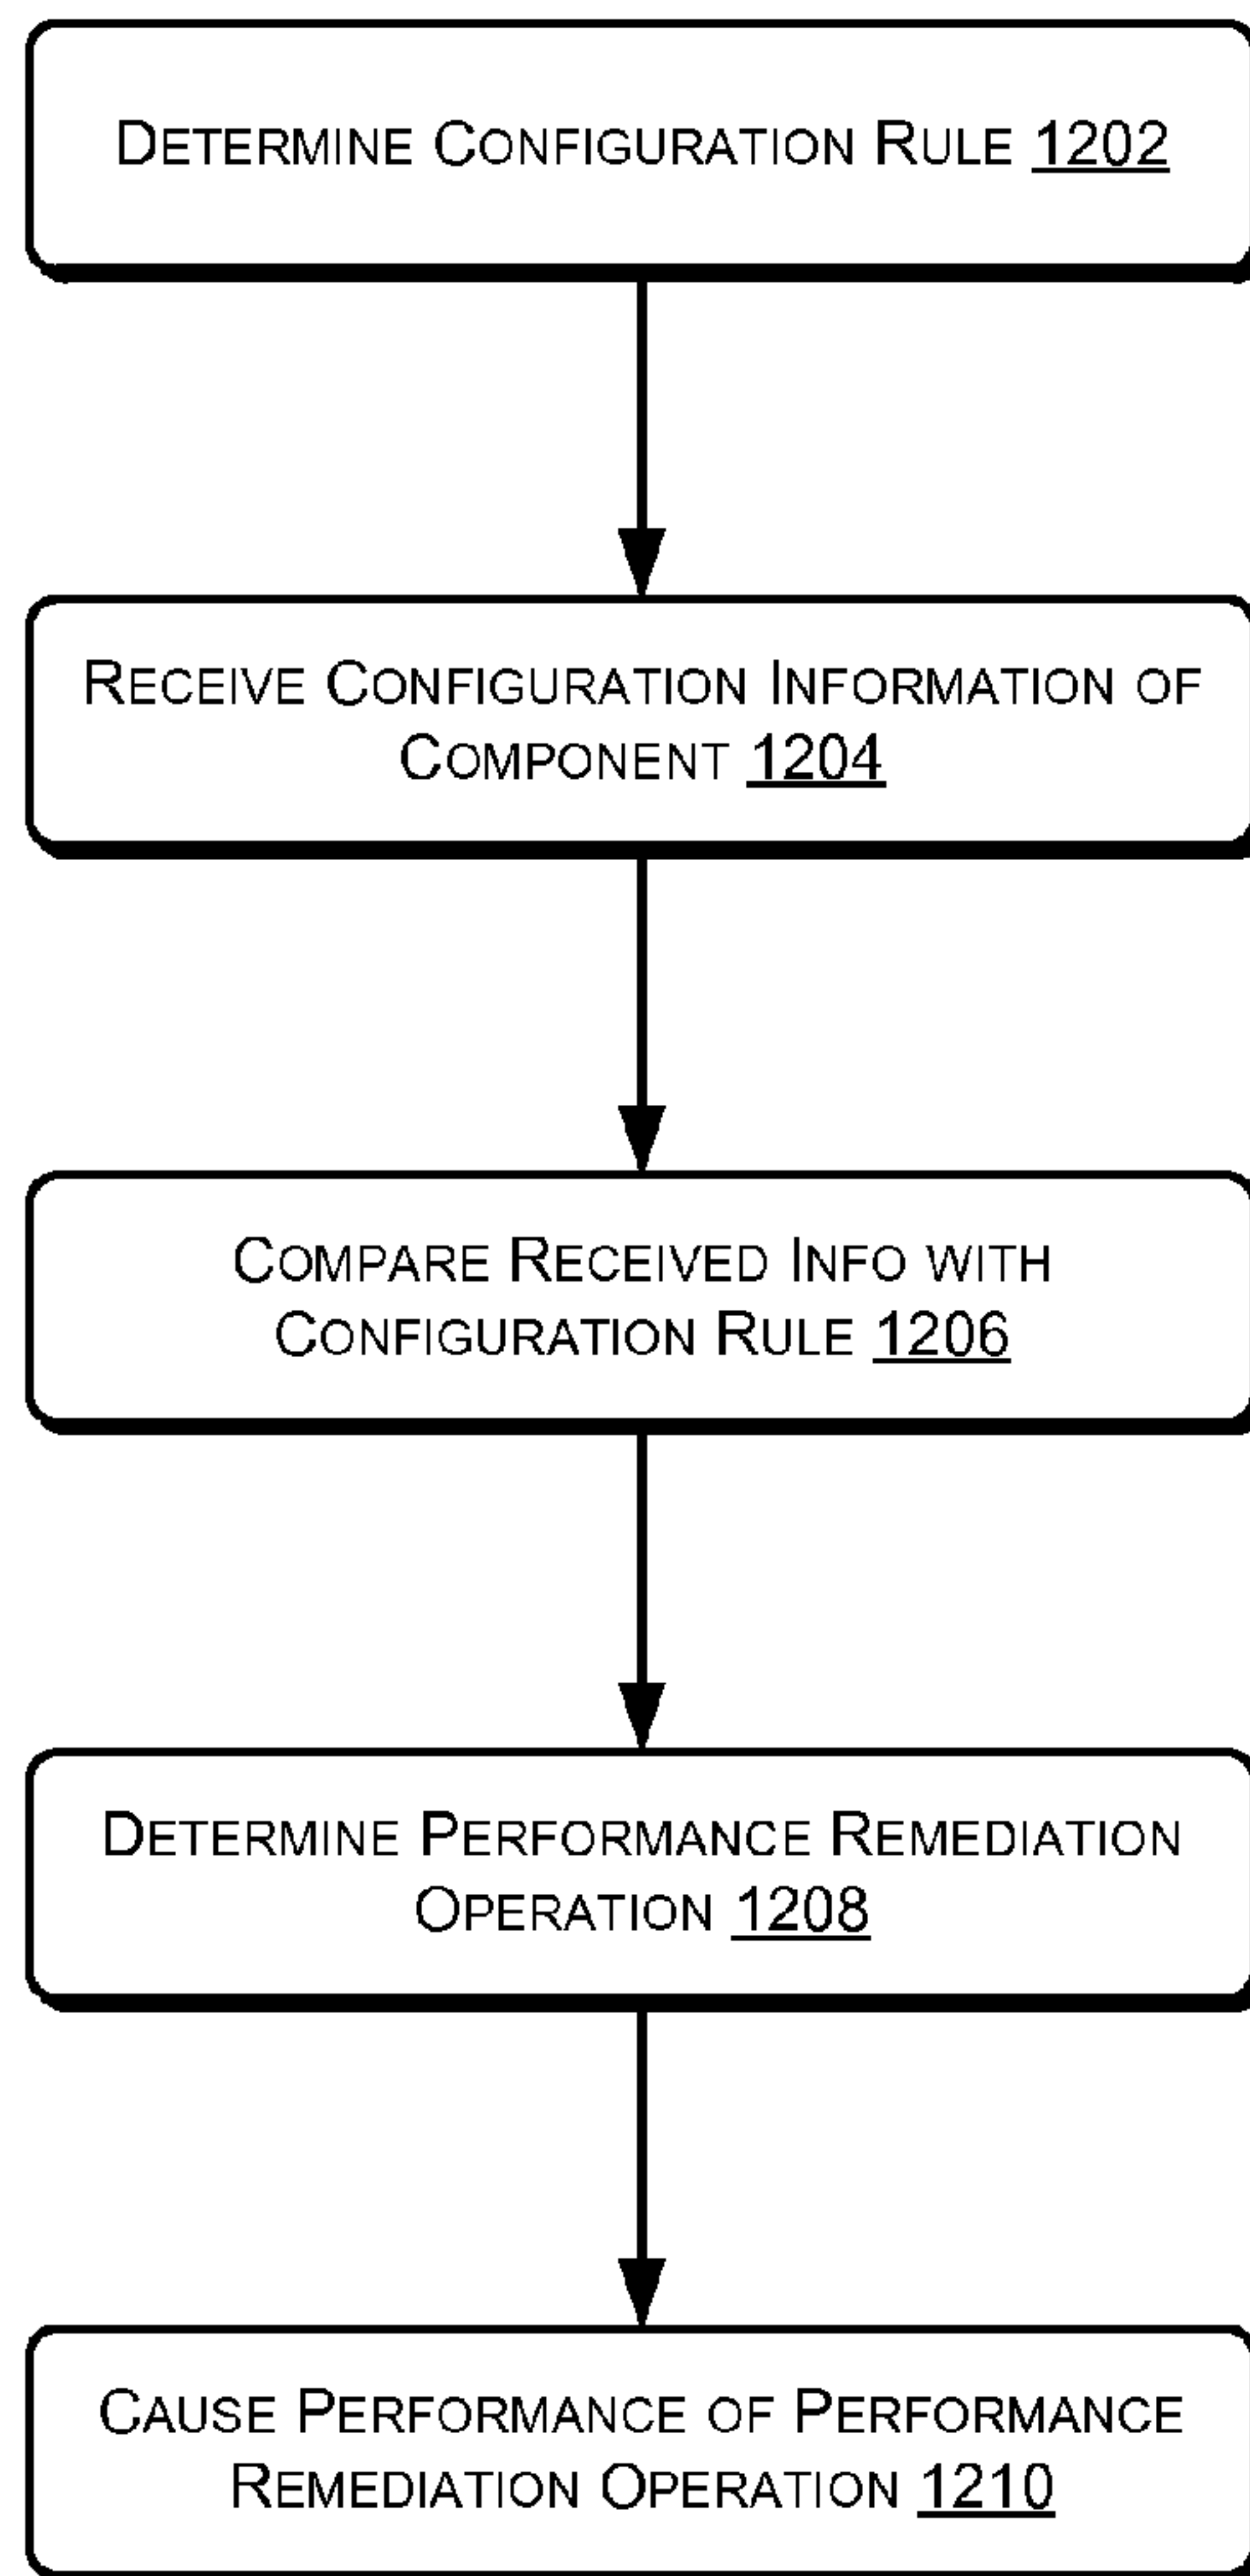 DETERMINE CONFIGURATION RULE 1202
RECEIVE CONFIGURATION INFORMATION OF
COMPONENT 1204
COMPARE RECEIVED INFO WITH
CONFIGURATION RULE 1206
DETERMINE PERFORMANCE REMEDIATION
OPERATION 1208
CAUSE PERFORMANCE OF PERFORMANCE
REMEDIATION OPERATION 1210